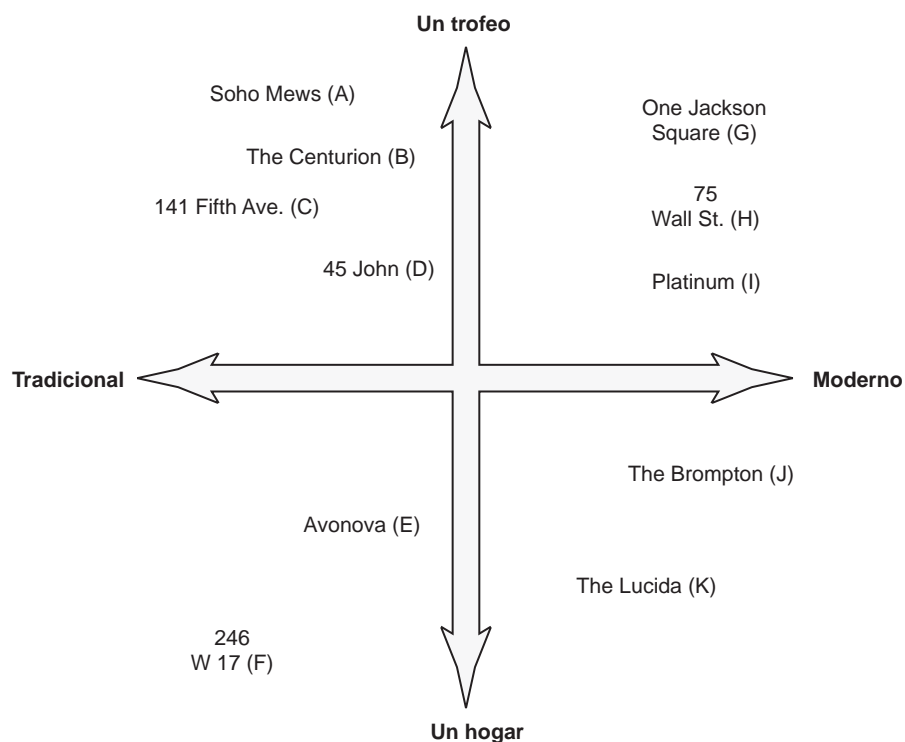 Un trofeo
Soho Mews (A)
One Jackson
Square (G)
The Centurion (B)
75
Wall St. (H)
141 Fifth Ave. (C)
45 John (D)
Platinum (I)
Tradicional
Moderno
The Brompton (J)
Avonova (E)
The Lucida (K)
246
W 17 (F)
Un hogar